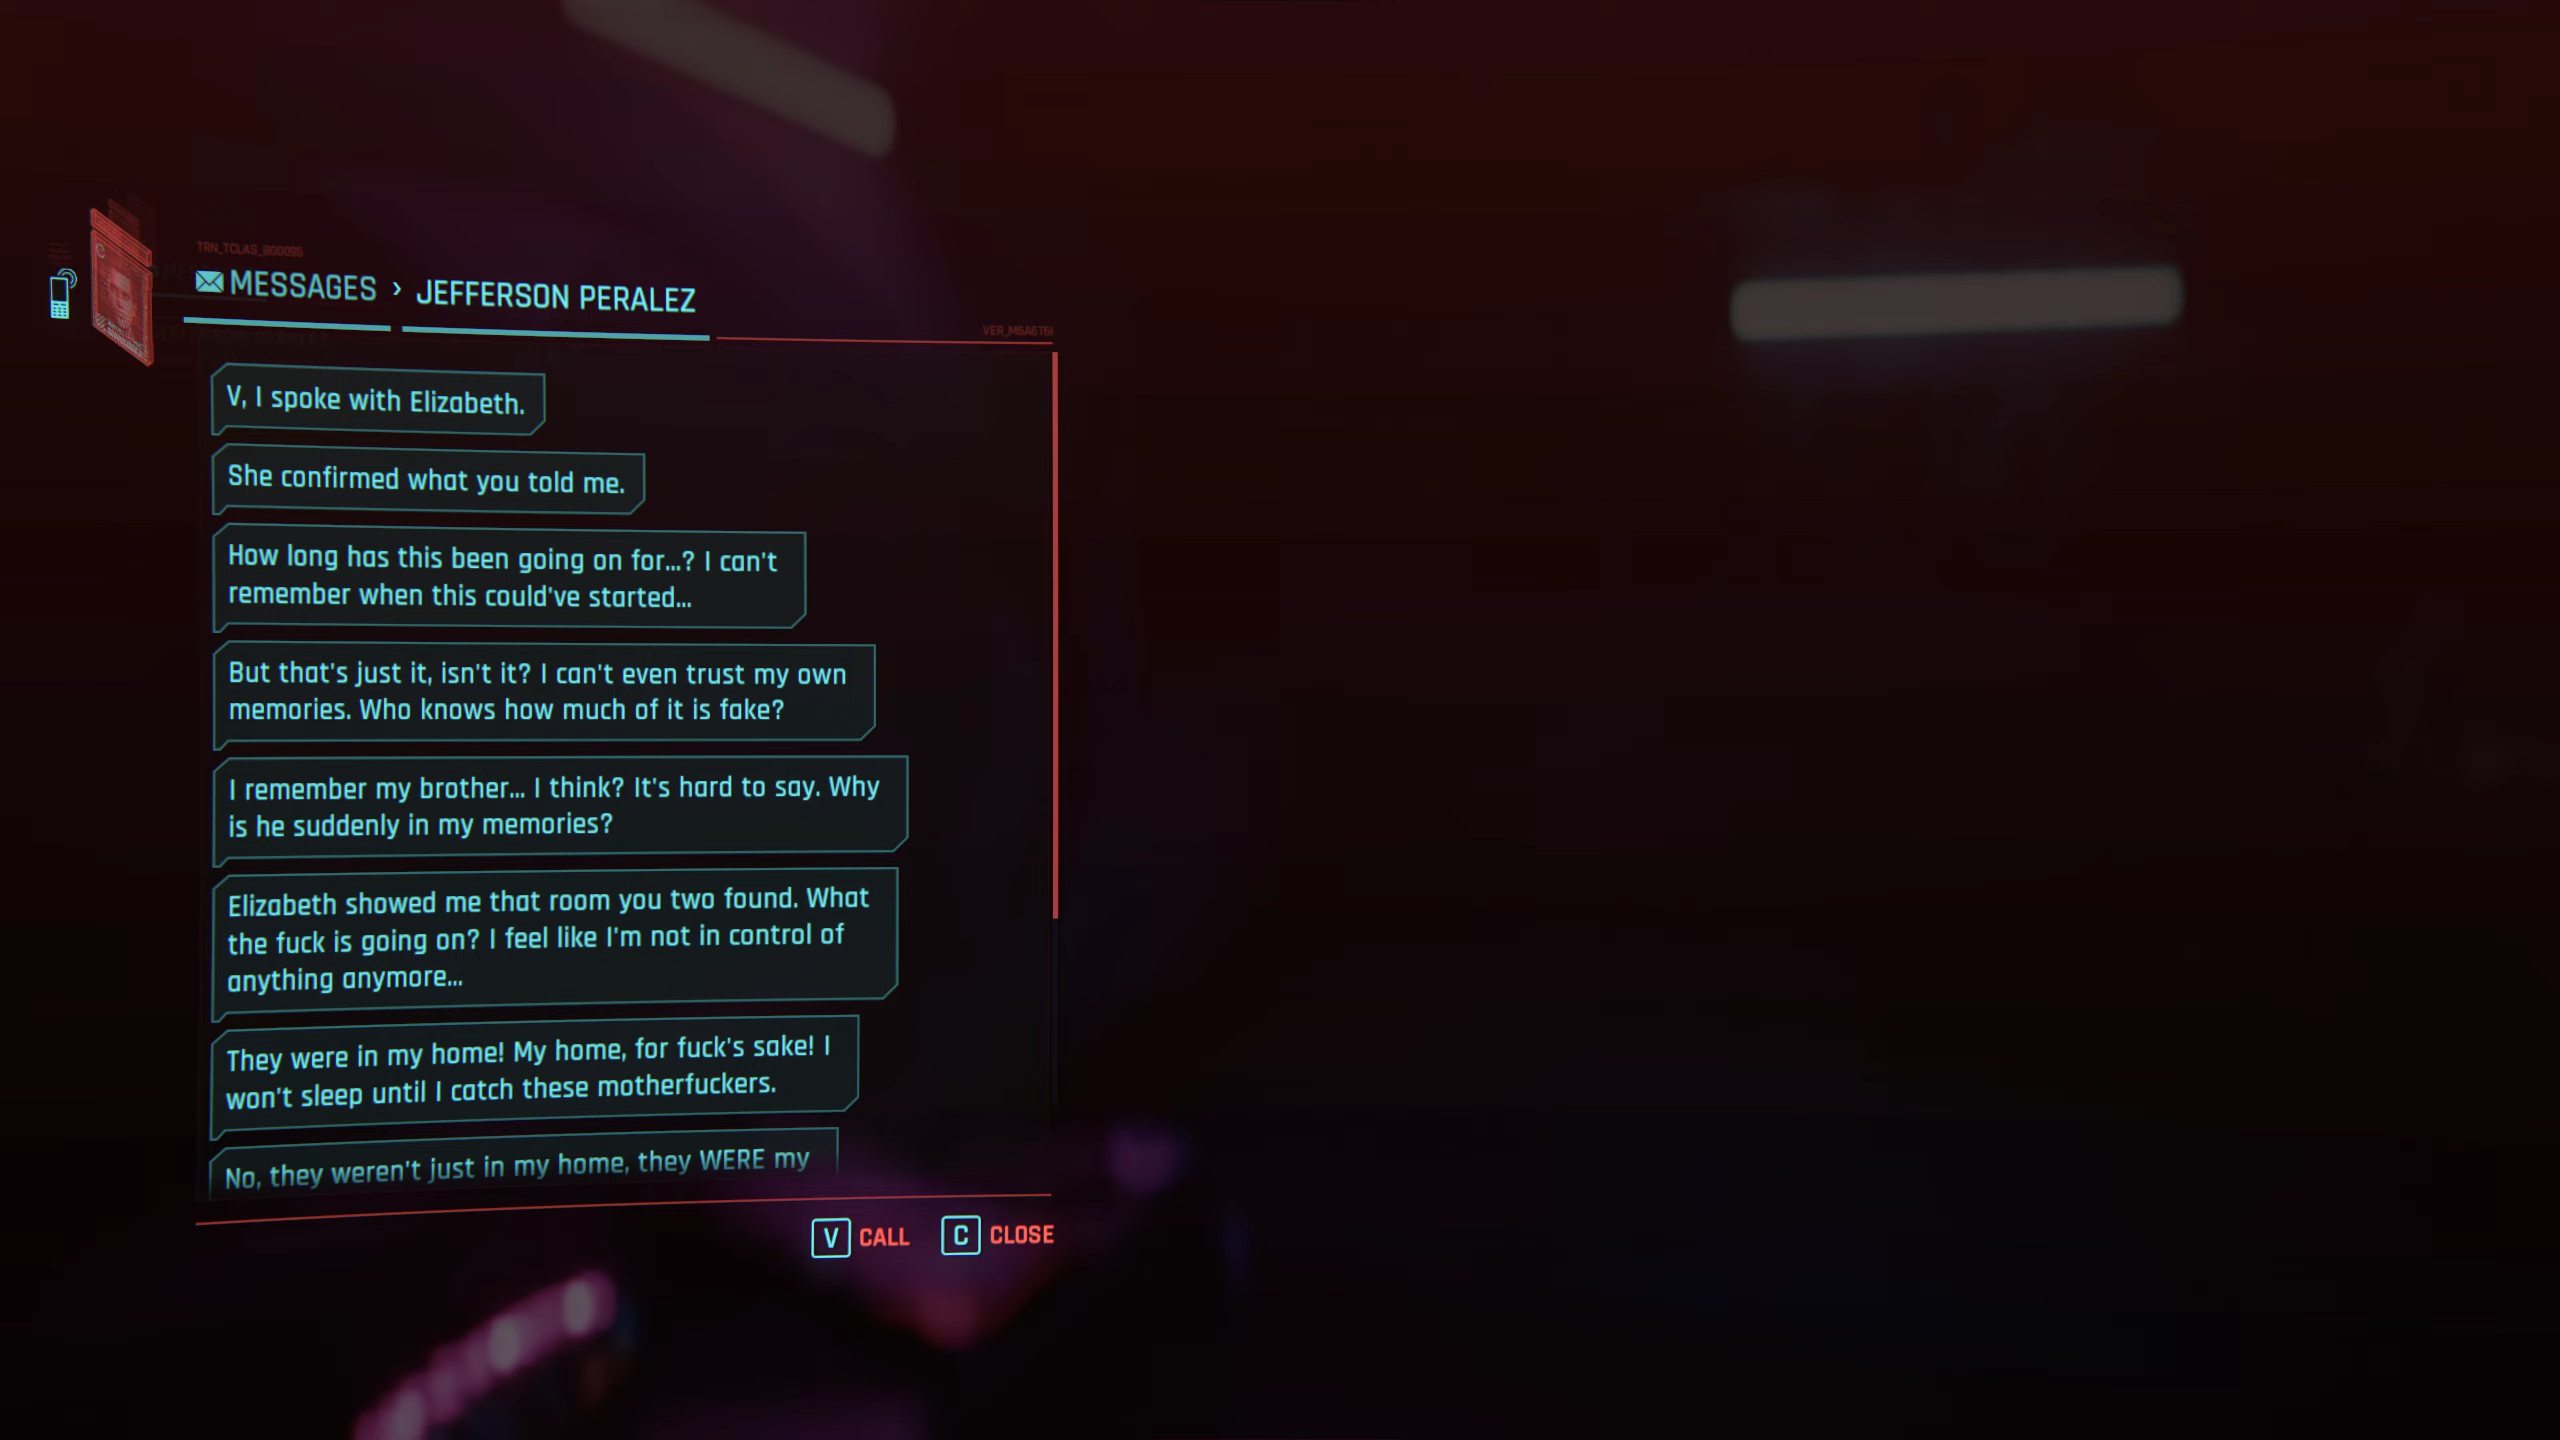 TRN_TCLAS_800095
MESSAGES › JEFFERSON PERALEZ
V, I spoke with Elizabeth.
She confirmed what you told me.
How long has this been going on for...? I can't
remember when this could've started...
But that's just it, isn't it? I can't even trust my own
memories. Who knows how much of it is fake?
I remember my brother... I think? It's hard to say. Why
is he suddenly in my memories?
Elizabeth showed me that room you two found. What
the fuck is going on? I feel like I'm not in control of
anything anymore...
They were in my home! My home, for fuck's sake! I
won't sleep until I catch these motherfuckers.
No, they weren't just in my home, they WERE my
V CALL C CLOSE